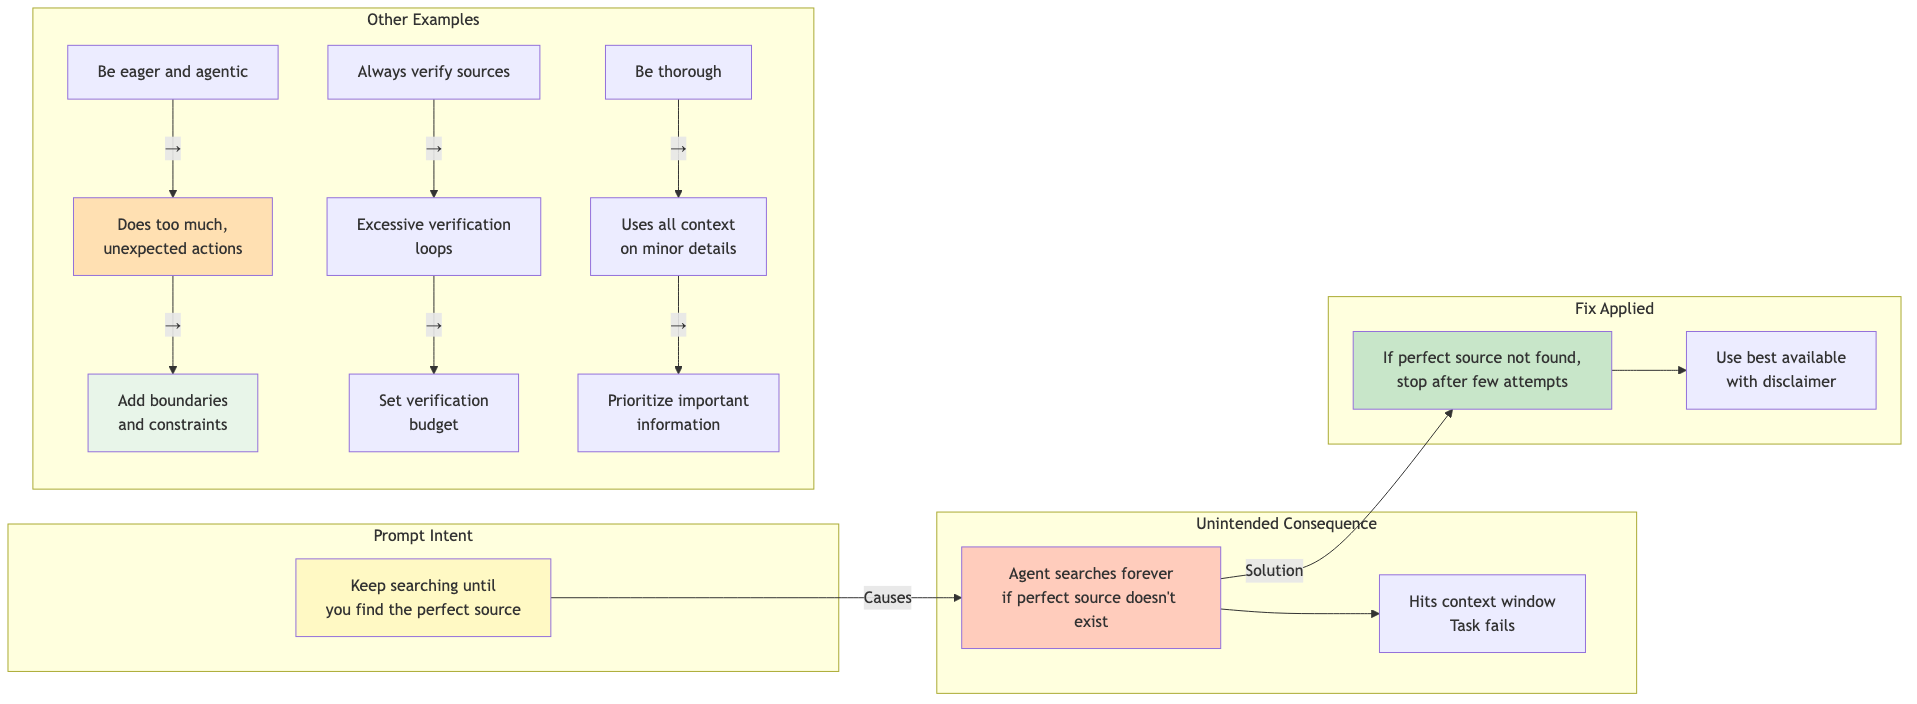 Other Examples
Be eager and agentic
Always verify sources
Be thorough
→
→
→
Does too much,
unexpected actions
Excessive verification
loops
Uses all context
on minor details
→
→
→
Add boundaries
and constraints
Set verification
budget
Prioritize important
information
Prompt Intent
Keep searching until
you find the perfect source
Causes
Unintended Consequence
Agent searches forever
if perfect source doesn't
exist
Solution
Hits context window
Task fails
Fix Applied
If perfect source not found,
stop after few attempts
Use best available
with disclaimer